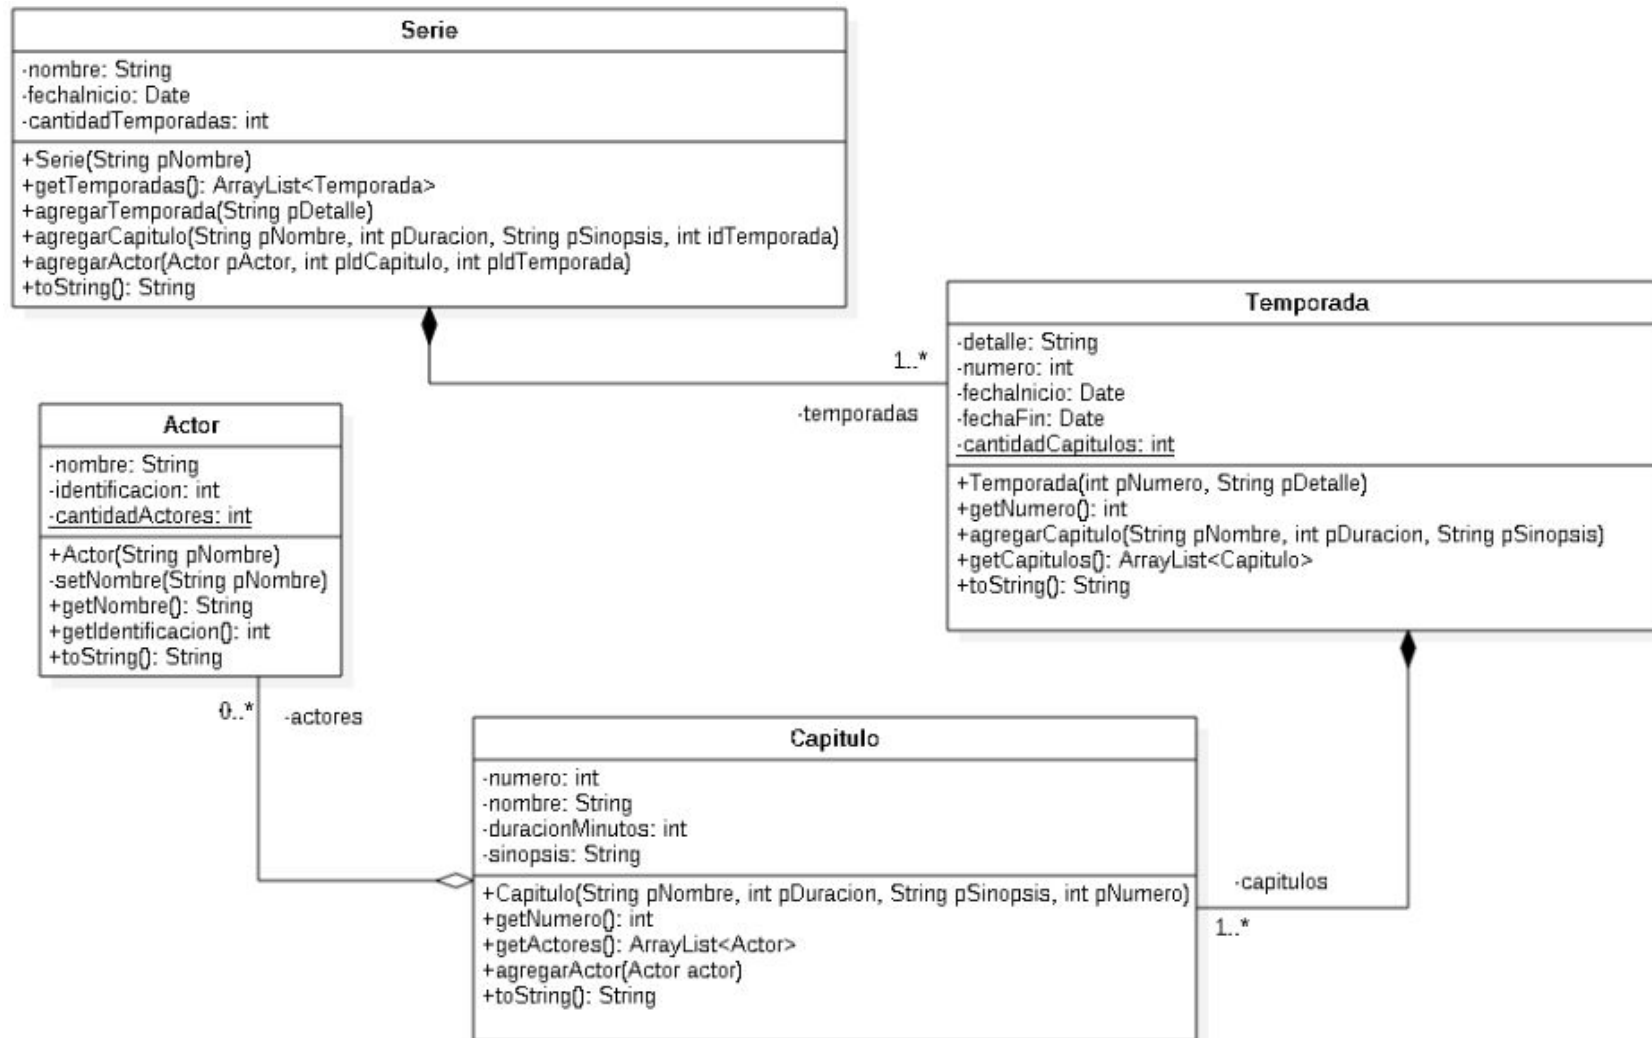 Serie
-nombre: String
-fechaInicio: Date
-cantidadTemporadas: int
+Serie(String pNombre)
+getTemporadas(): ArrayList<Temporada>
+agregarTemporada(String pDetalle)
+agregarCapitulo(String pNombre, int pDuracion, String pSinopsis, int idTemporada)
+agregarActor(Actor pActor, int pIdCapitulo, int pIdTemporada)
+toString(): String
1..*
-temporadas
Temporada
-detalle: String
-numero: int
-fechaInicio: Date
-fechaFin: Date
-cantidadCapitulos: int
+Temporada(int pNumero, String pDetalle)
+getNumero(): int
+agregarCapitulo(String pNombre, int pDuracion, String pSinopsis)
+getCapitulos(): ArrayList<Capitulo>
+toString(): String
Actor
-nombre: String
-identificacion: int
-cantidadActores: int
+Actor(String pNombre)
-setNombre(String pNombre)
+getNombre(): String
+getIdentificacion(): int
+toString(): String
0..*
-actores
Capitulo
-numero: int
-nombre: String
-duracionMinutos: int
-sinopsis: String
+Capitulo(String pNombre, int pDuracion, String pSinopsis, int pNumero)
+getNumero(): int
+getActores(): ArrayList<Actor>
+agregarActor(Actor actor)
+toString(): String
-capitulos
1..*